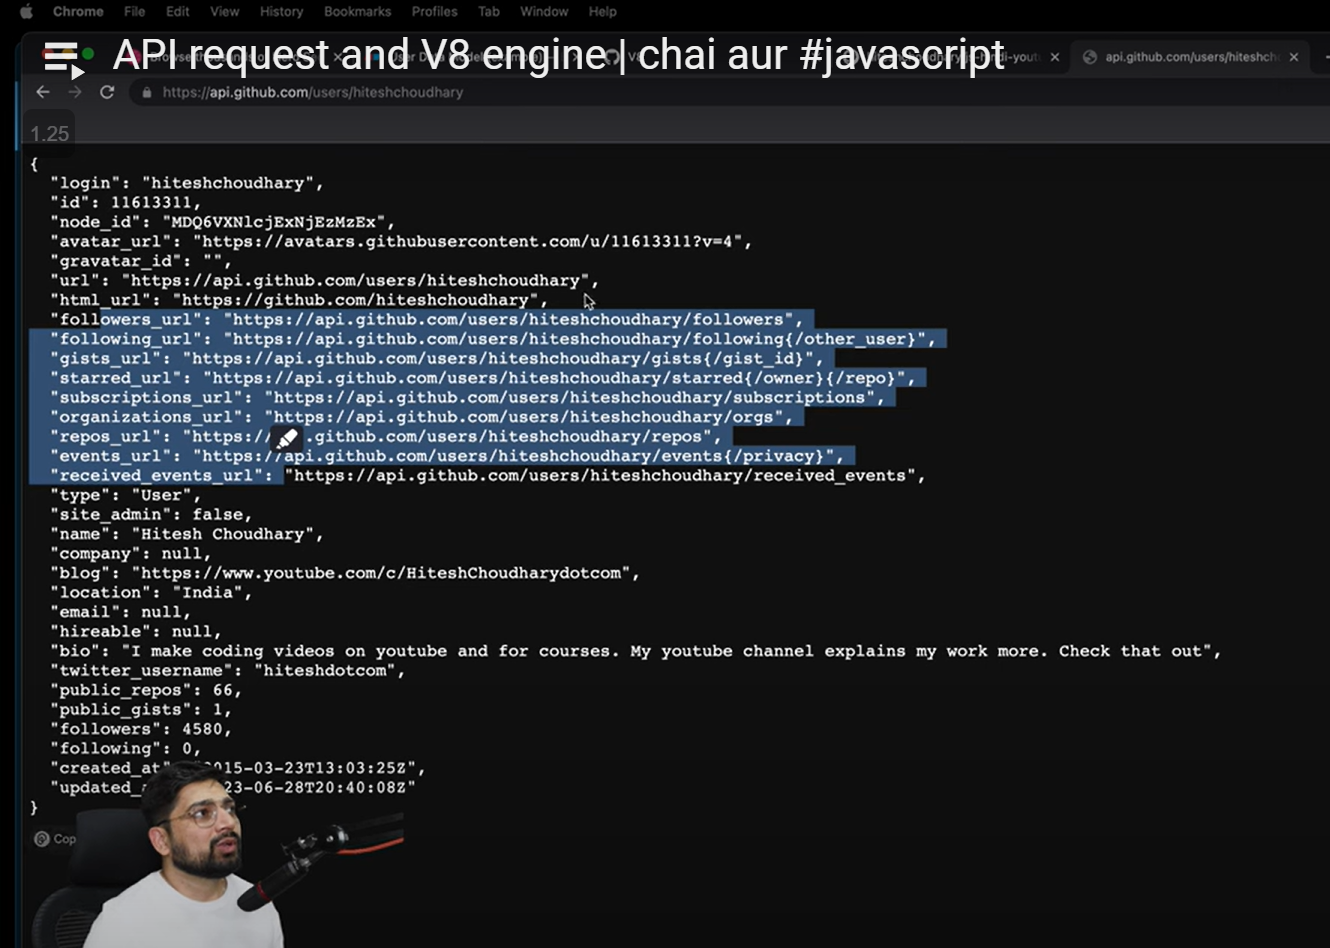 Chrome File Edit View History Bookmarks Profiles Tab Window Help
API request and V8 engine | chai aur #javascript
api.github.com/users/hiteshch
https://api.github.com/users/hiteshchoudhary
1.25
{
"login": "hiteshchoudhary",
"id": 11613311,
"node_id": "MDQ6VXNlcjExNjEzMzEx",
"avatar_url": "https://avatars.githubusercontent.com/u/11613311?v=4",
"gravatar_id": "",
"url": "https://api.github.com/users/hiteshchoudhary",
"html_url": "https://github.com/hiteshchoudhary",
"followers_url": "https://api.github.com/users/hiteshchoudhary/followers",
"following_url": "https://api.github.com/users/hiteshchoudhary/following{/other_user}",
"gists_url": "https://api.github.com/users/hiteshchoudhary/gists{/gist_id}",
"starred_url": "https://api.github.com/users/hiteshchoudhary/starred{/owner}{/repo}",
"subscriptions_url": "https://api.github.com/users/hiteshchoudhary/subscriptions",
"organizations_url": "https://api.github.com/users/hiteshchoudhary/orgs",
"repos_url": "https:/ .github.com/users/hiteshchoudhary/repos",
"events_url": "https://api.github.com/users/hiteshchoudhary/events{/privacy}",
"received_events_url": "https://api.github.com/users/hiteshchoudhary/received_events",
"type": "User",
"site_admin": false,
"name": "Hitesh Choudhary",
"company": null,
"blog": "https://www.youtube.com/c/HiteshChoudharydotcom",
"location": "India",
"email": null,
"hireable": null,
"bio": "I make coding videos on youtube and for courses. My youtube channel explains my work more. Check that out",
"twitter_username": "hiteshdotcom",
"public_repos": 66,
"public_gists": 1,
"followers": 4580,
"following": 0,
"created_at 015-03-23T13:03:25Z",
"updated_ 23-06-28T20:40:08Z"
}
Cop